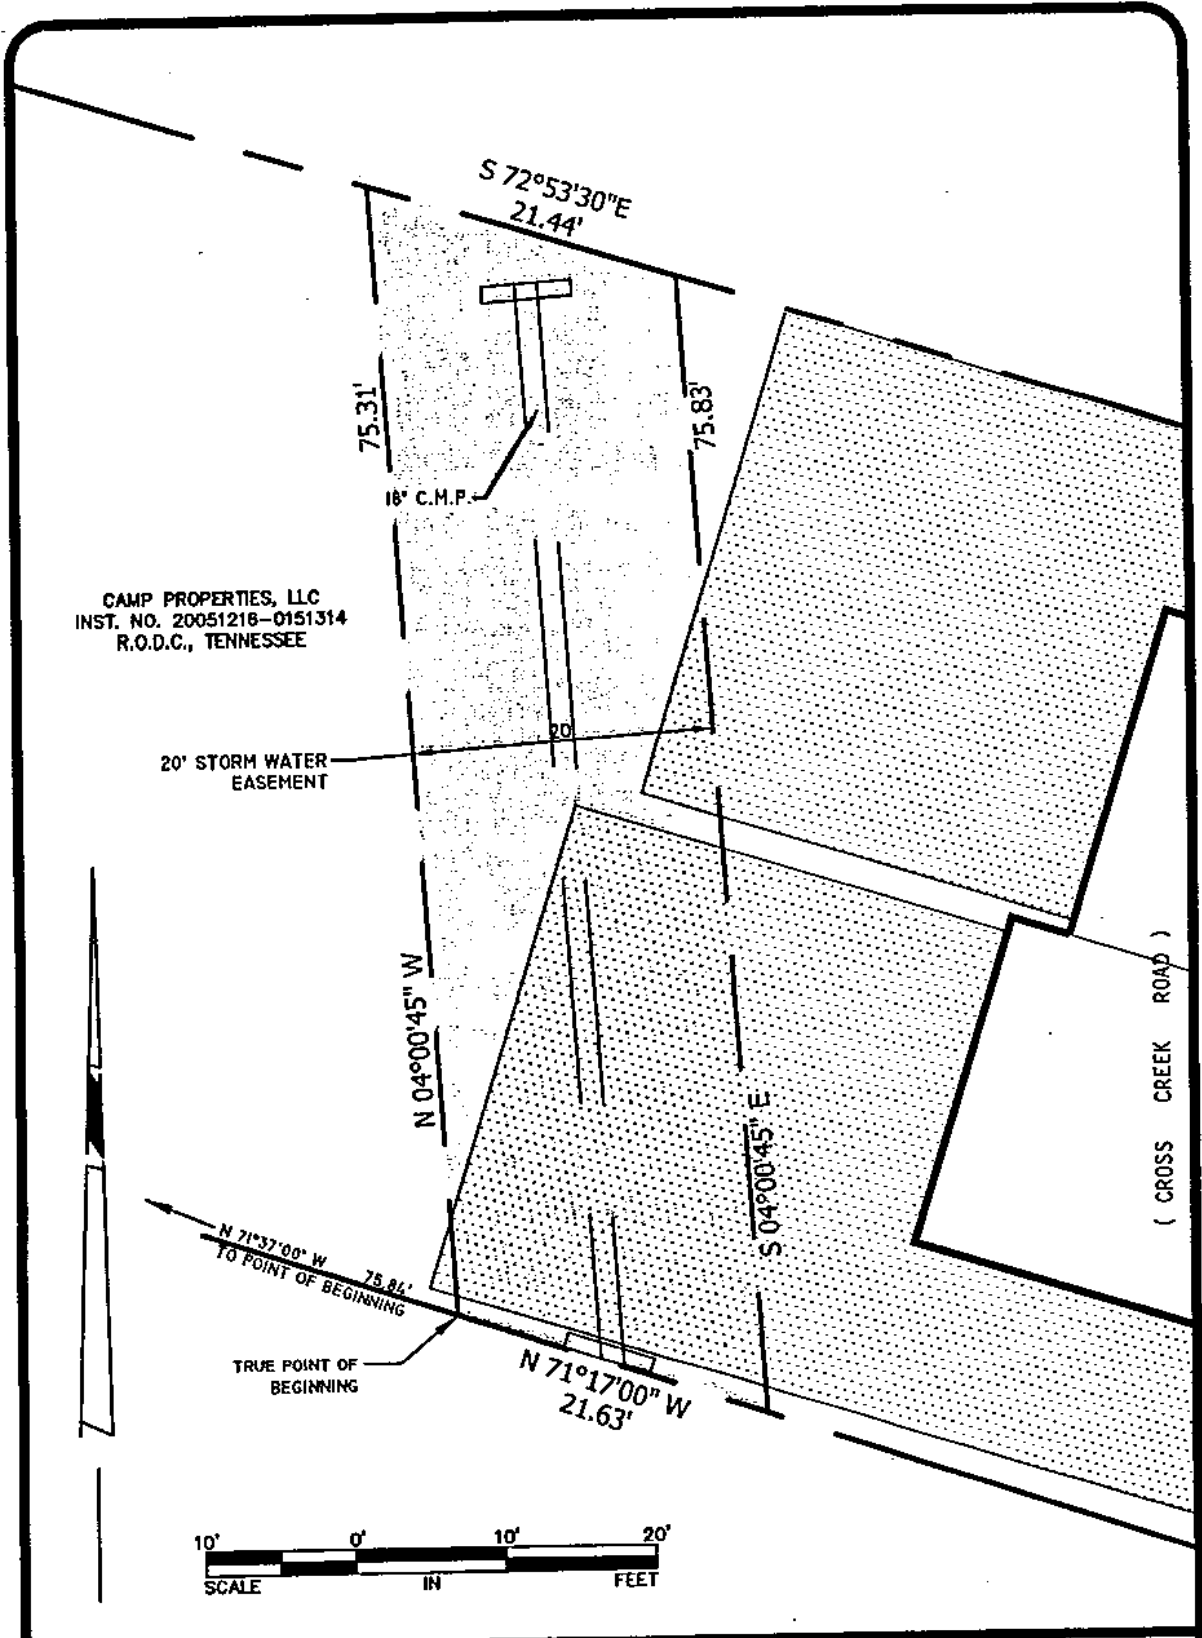 S 72°53'30"E
21.44'
75.31'
75.83'
18" C.M.P.
CAMP PROPERTIES, LLC
INST. NO. 20051216-0151314
R.O.D.C., TENNESSEE
20
20' STORM WATER
EASEMENT
N 04°00'45" W
S 04°00'45" E
( CROSS CREEK ROAD )
N 71°37'00" W 75.84'
TO POINT OF BEGINNING
TRUE POINT OF
BEGINNING
N 71°17'00" W
21.63'
10' 0' 10' 20'
SCALE IN FEET